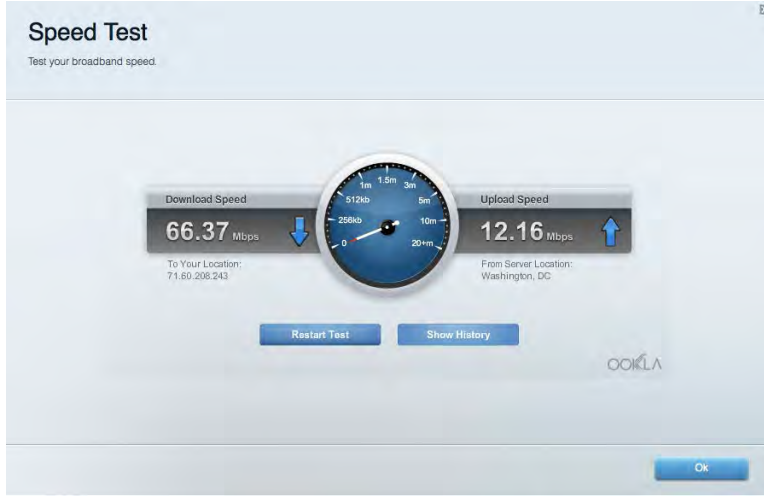 Speed Test
Test your broadband speed.
Download Speed
66.37 Mbps
To Your Location:
71.60.208.243
0
256kb
512kb
1m
1.5m
3m
5m
10m
20+m
Upload Speed
12.16 Mbps
From Server Location:
Washington, DC
Restart Test
Show History
OOKLA
Ok